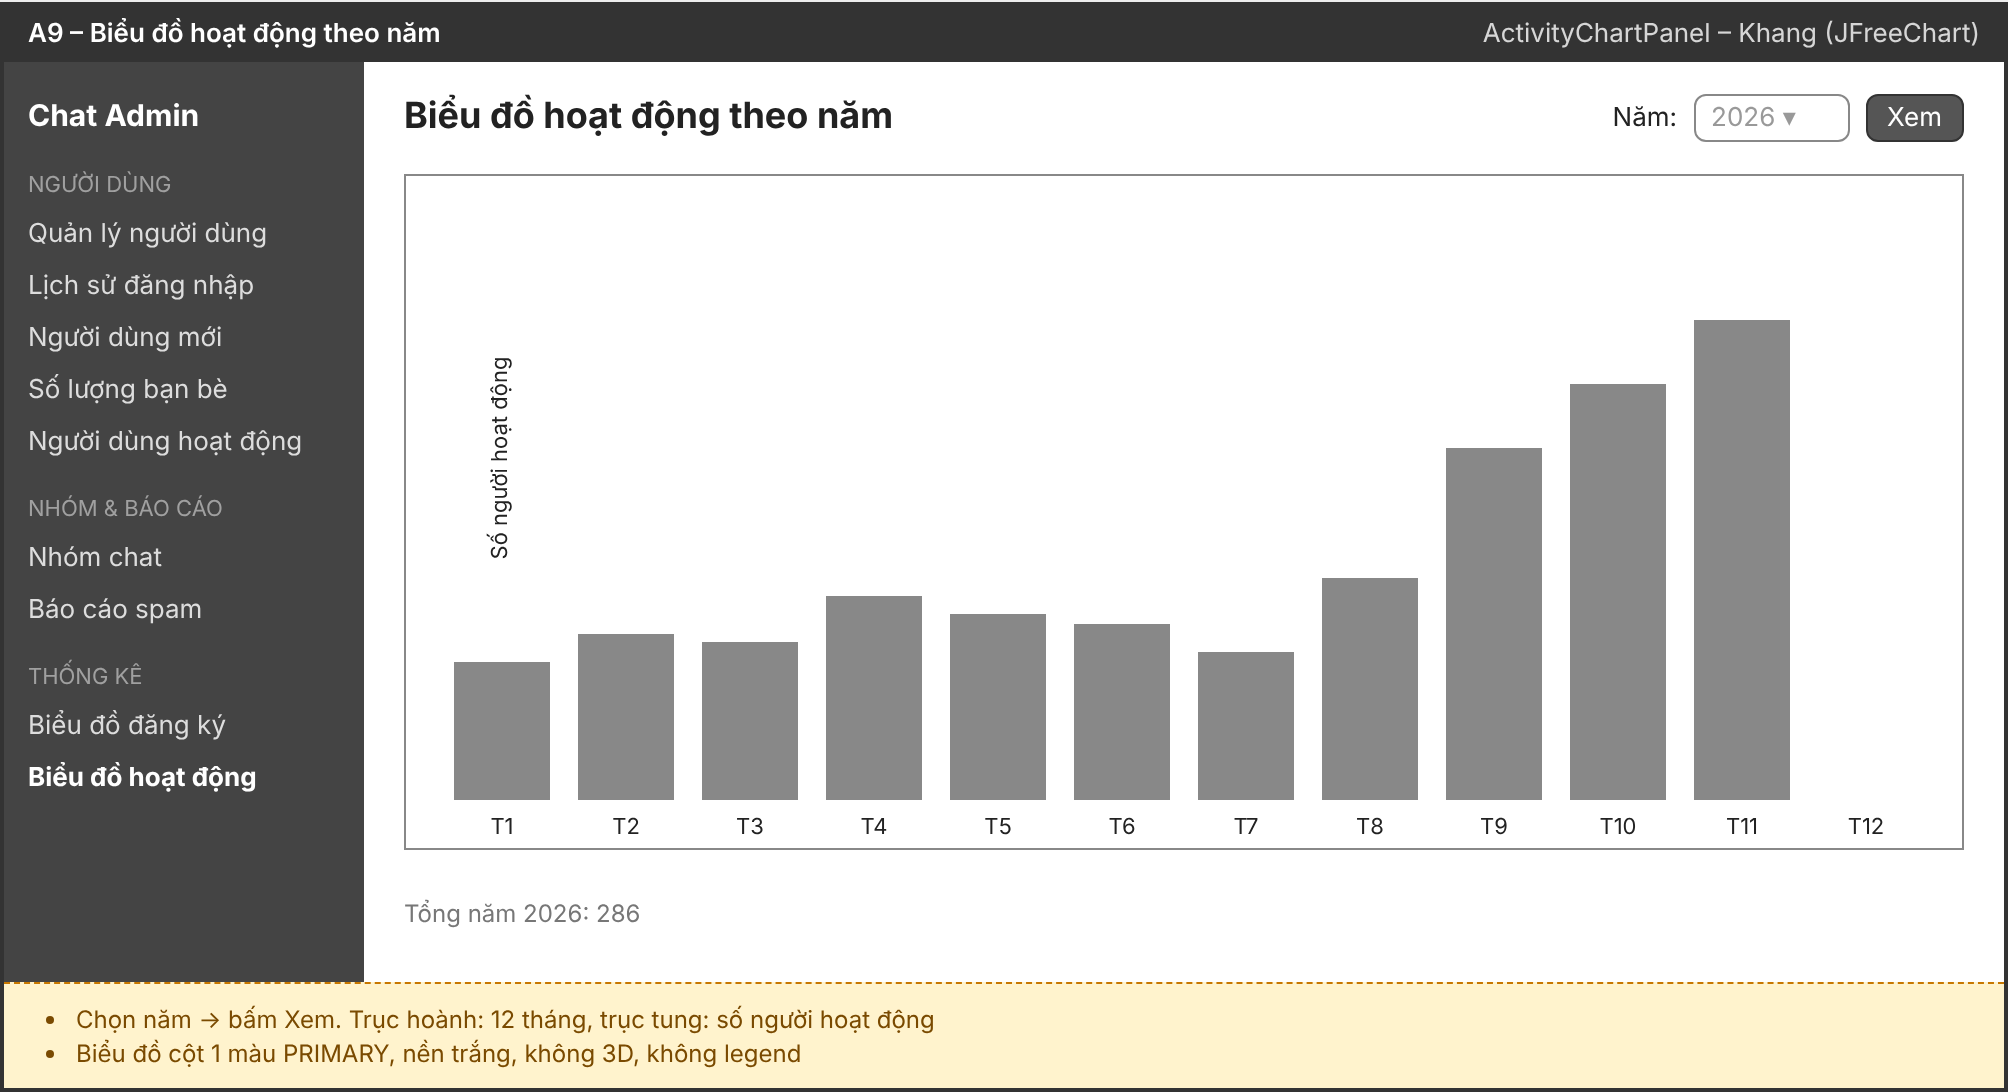 A9 – Biểu đồ hoạt động theo năm
ActivityChartPanel – Khang (JFreeChart)
Chat Admin
NGƯỜI DÙNG
Quản lý người dùng
Lịch sử đăng nhập
Người dùng mới
Số lượng bạn bè
Người dùng hoạt động
NHÓM & BÁO CÁO
Nhóm chat
Báo cáo spam
THỐNG KÊ
Biểu đồ đăng ký
Biểu đồ hoạt động
Biểu đồ hoạt động theo năm
Năm: 2026 ▾ Xem
Số người hoạt động
T1 T2 T3 T4 T5 T6 T7 T8 T9 T10 T11 T12
Tổng năm 2026: 286
• Chọn năm → bấm Xem. Trục hoành: 12 tháng, trục tung: số người hoạt động
• Biểu đồ cột 1 màu PRIMARY, nền trắng, không 3D, không legend